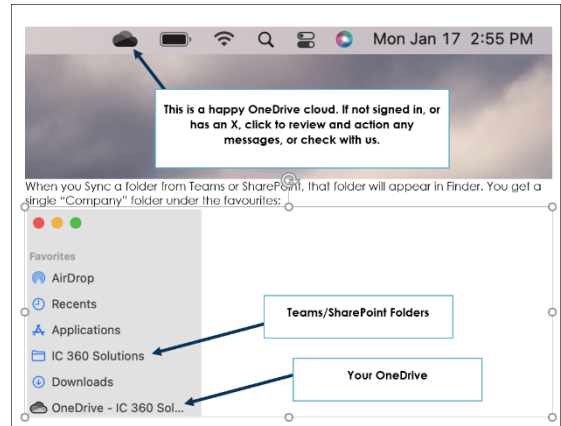 Mon Jan 17 2:55 PM
This is a happy OneDrive cloud. If not signed in, or
has an X, click to review and action any
messages, or check with us.
When you Sync a folder from Teams or SharePoint, that folder will appear in Finder. You get a
single “Company” folder under the favourites:
Favorites
AirDrop
Recents
Applications
IC 360 Solutions
Downloads
OneDrive - IC 360 Sol...
Teams/SharePoint Folders
Your OneDrive